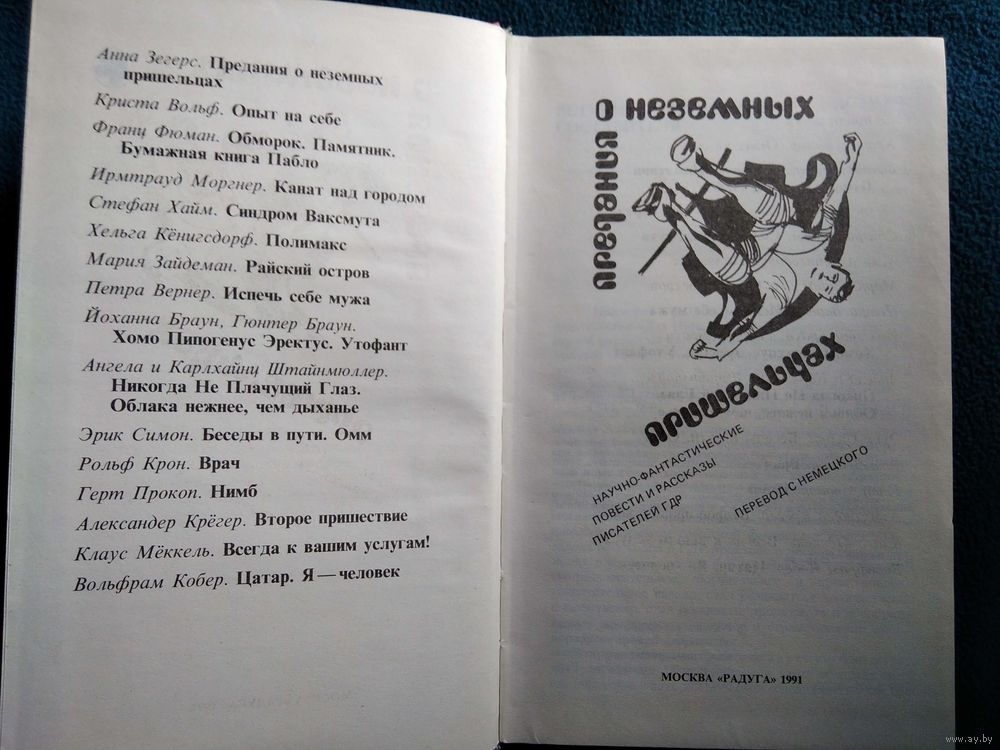 Анна Зегерс. Предания о неземных
пришельцах
Криста Вольф. Опыт на себе
Франц Фюман. Обморок. Памятник.
Бумажная книга Пабло
Ирмтрауд Моргнер. Канат над городом
Стефан Хайм. Синдром Ваксмута
Хельга Кёнигсдорф. Полимакс
Мария Зайдеман. Райский остров
Петра Вернер. Испечь себе мужа
Йоханна Браун, Гюнтер Браун.
Хомо Пипогенус Эректус. Утофант
Ангела и Карлхайнц Штайнмюллер.
Никогда Не Плачущий Глаз.
Облака нежнее, чем дыханье
Эрик Симон. Беседы в пути. Омм
Рольф Крон. Врач
Герт Прокоп. Нимб
Александер Крёгер. Второе пришествие
Клаус Мёккель. Всегда к вашим услугам!
Вольфрам Кобер. Цатар. Я — человек
предания
о неземных
пришельцах
НАУЧНО-ФАНТАСТИЧЕСКИЕ
ПОВЕСТИ И РАССКАЗЫ
ПИСАТЕЛЕЙ ГДР
ПЕРЕВОД С НЕМЕЦКОГО
МОСКВА «РАДУГА» 1991
www.ay.by